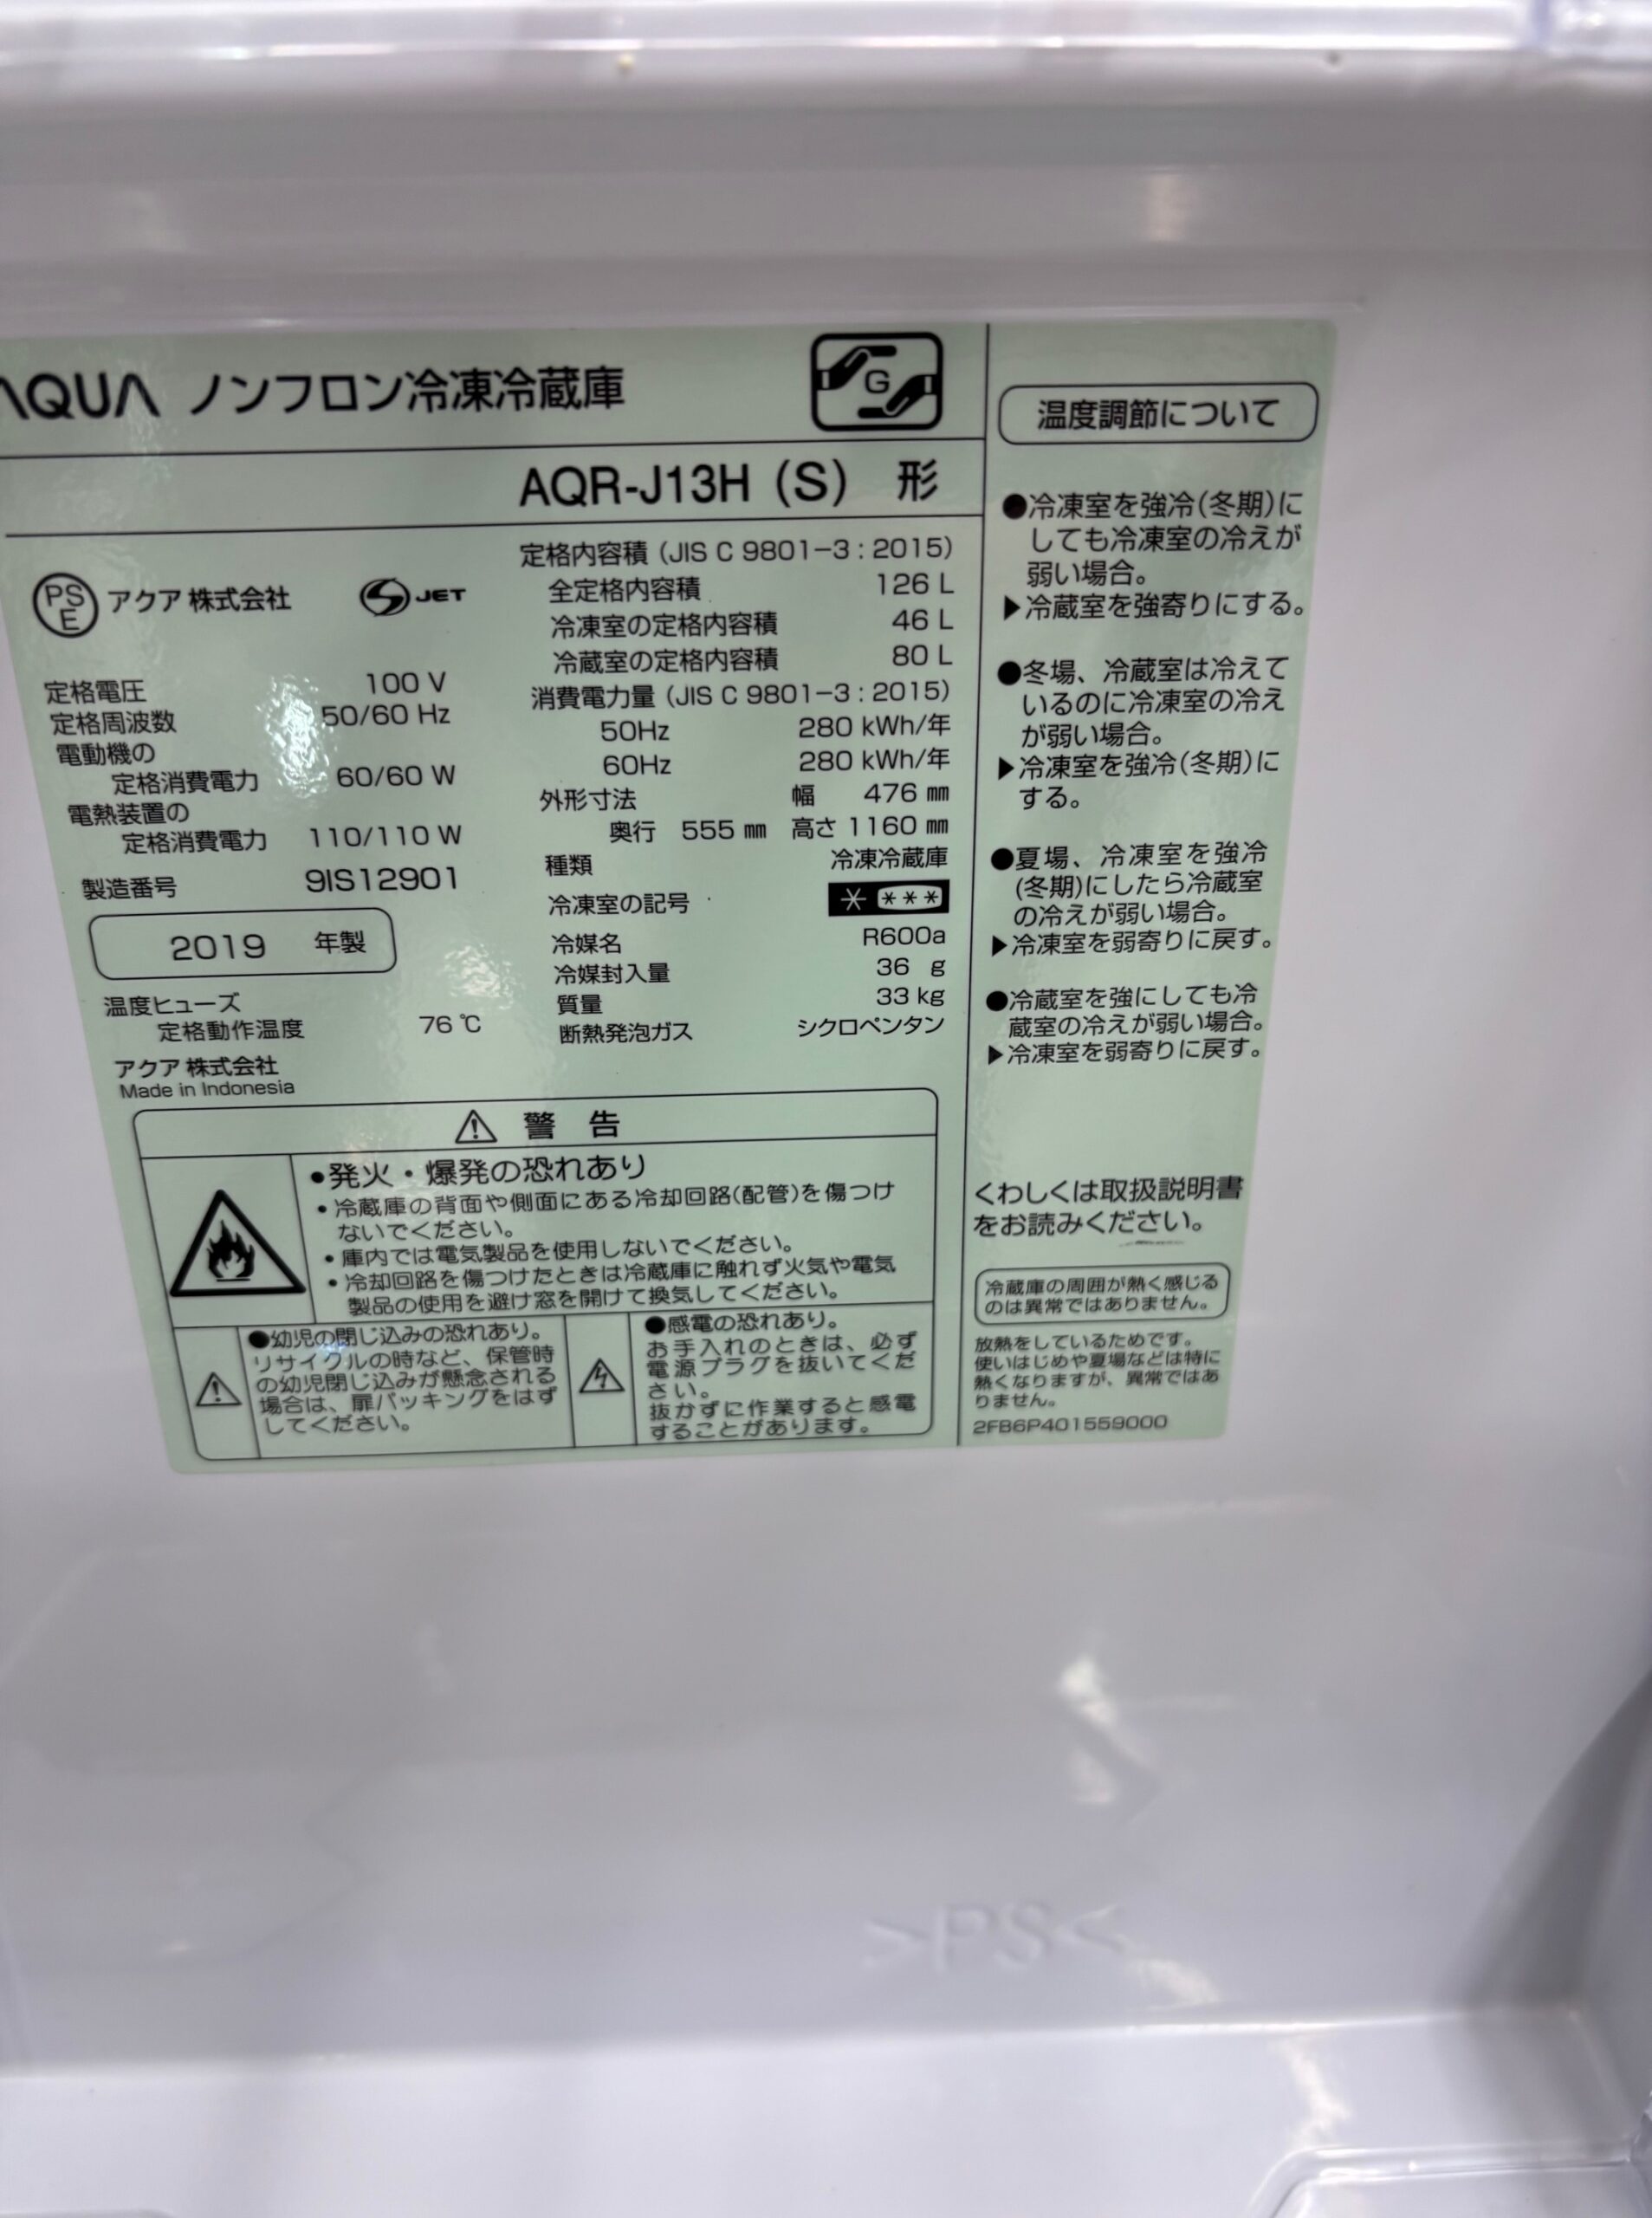 AQUA ノンフロン冷凍冷蔵庫
G
AQR-J13H (S) 形
PS
E
アクア 株式会社
JET
定格電圧 100 V
定格周波数 50/60 Hz
電動機の
定格消費電力 60/60 W
電熱装置の
定格消費電力 110/110 W
製造番号 9IS12901
2019 年製
温度ヒューズ
定格動作温度 76 ℃
アクア 株式会社
Made in Indonesia
定格内容積 (JIS C 9801-3 : 2015)
全定格内容積 126 L
冷凍室の定格内容積 46 L
冷蔵室の定格内容積 80 L
消費電力量 (JIS C 9801-3 : 2015)
50Hz 280 kWh/年
60Hz 280 kWh/年
外形寸法 幅 476 ㎜
奥行 555 ㎜ 高さ 1160 ㎜
種類 冷凍冷蔵庫
冷凍室の記号 * ***
冷媒名 R600a
冷媒封入量 36 g
質量 33 kg
断熱発泡ガス シクロペンタン
⚠ 警 告
●発火・爆発の恐れあり
・冷蔵庫の背面や側面にある冷却回路(配管)を傷つけ
ないでください。
・庫内では電気製品を使用しないでください。
・冷却回路を傷つけたときは冷蔵庫に触れず火気や電気
製品の使用を避け窓を開けて換気してください。
●幼児の閉じ込みの恐れあり。
リサイクルの時など、保管時
の幼児閉じ込みが懸念される
場合は、扉パッキングをはず
してください。
●感電の恐れあり。
お手入れのときは、必ず
電源プラグを抜いてくだ
さい。
抜かずに作業すると感電
することがあります。
温度調節について
●冷凍室を強冷(冬期)に
しても冷凍室の冷えが
弱い場合。
▶冷蔵室を強寄りにする。
●冬場、冷蔵室は冷えて
いるのに冷凍室の冷え
が弱い場合。
▶冷凍室を強冷(冬期)に
する。
●夏場、冷凍室を強冷
(冬期)にしたら冷蔵室
の冷えが弱い場合。
▶冷凍室を弱寄りに戻す。
●冷蔵室を強にしても冷
蔵室の冷えが弱い場合。
▶冷凍室を弱寄りに戻す。
くわしくは取扱説明書
をお読みください。
冷蔵庫の周囲が熱く感じる
のは異常ではありません。
放熱をしているためです。
使いはじめや夏場などは特に
熱くなりますが、異常ではあ
りません。
2FB6P401559000
>PS<